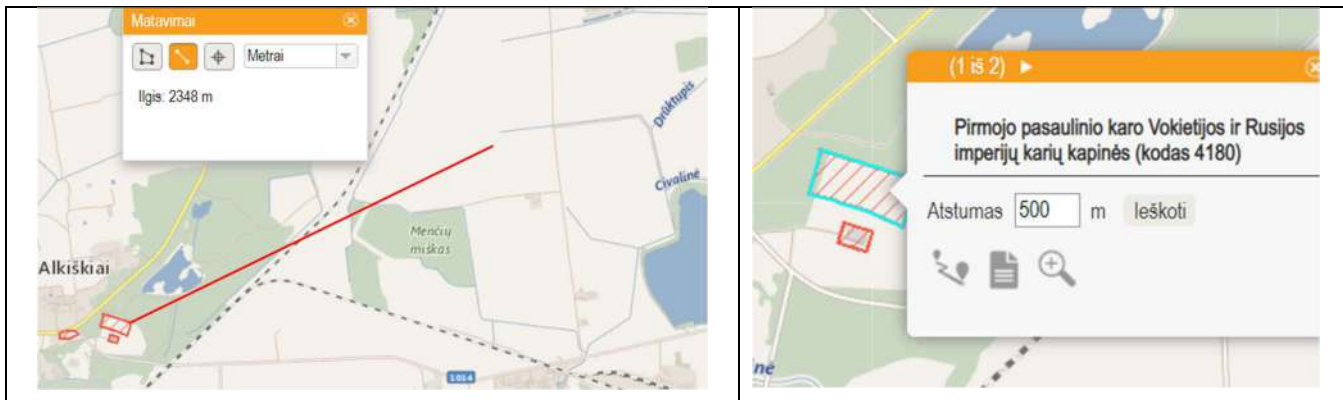 Matavimai
Metrai
Ilgis: 2348 m
Drūktupis
Civalinė
Menčių
miškas
Alkiškiai
1014
(1 iš 2)
Pirmojo pasaulinio karo Vokietijos ir Rusijos
imperijų karių kapinės (kodas 4180)
Atstumas 500 m Ieškoti